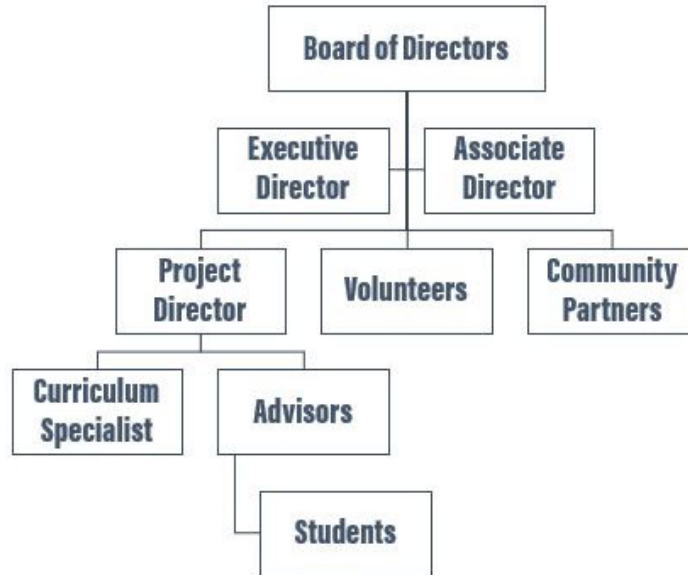 Board of Directors
Executive
Director
Associate
Director
Project
Director
Volunteers
Community
Partners
Curriculum
Specialist
Advisors
Students